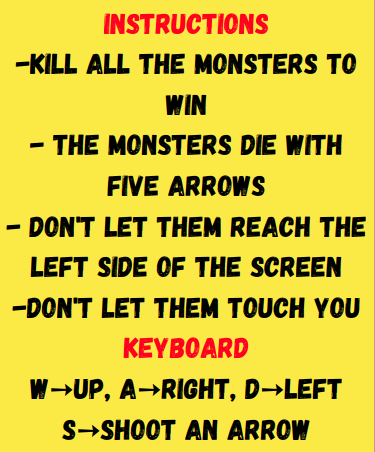 INSTRUCTIONS
-KILL ALL THE MONSTERS TO
WIN
- THE MONSTERS DIE WITH
FIVE ARROWS
- DON'T LET THEM REACH THE
LEFT SIDE OF THE SCREEN
-DON'T LET THEM TOUCH YOU
KEYBOARD
W→UP, A→RIGHT, D→LEFT
S→SHOOT AN ARROW